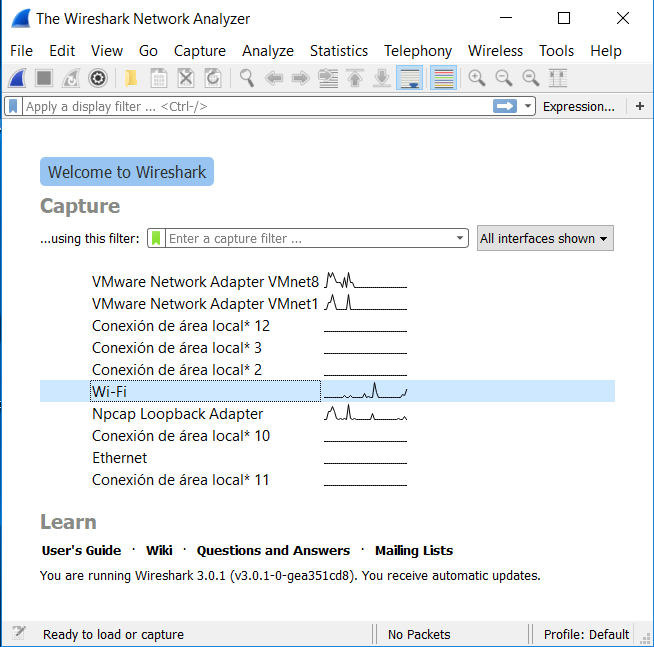 The Wireshark Network Analyzer
File Edit View Go Capture Analyze Statistics Telephony Wireless Tools Help
Apply a display filter ... <Ctrl-/> Expression... +
Welcome to Wireshark
Capture
...using this filter: Enter a capture filter ... All interfaces shown
VMware Network Adapter VMnet8
VMware Network Adapter VMnet1
Conexión de área local* 12
Conexión de área local* 3
Conexión de área local* 2
Wi-Fi
Npcap Loopback Adapter
Conexión de área local* 10
Ethernet
Conexión de área local* 11
Learn
User's Guide · Wiki · Questions and Answers · Mailing Lists
You are running Wireshark 3.0.1 (v3.0.1-0-gea351cd8). You receive automatic updates.
Ready to load or capture No Packets Profile: Default